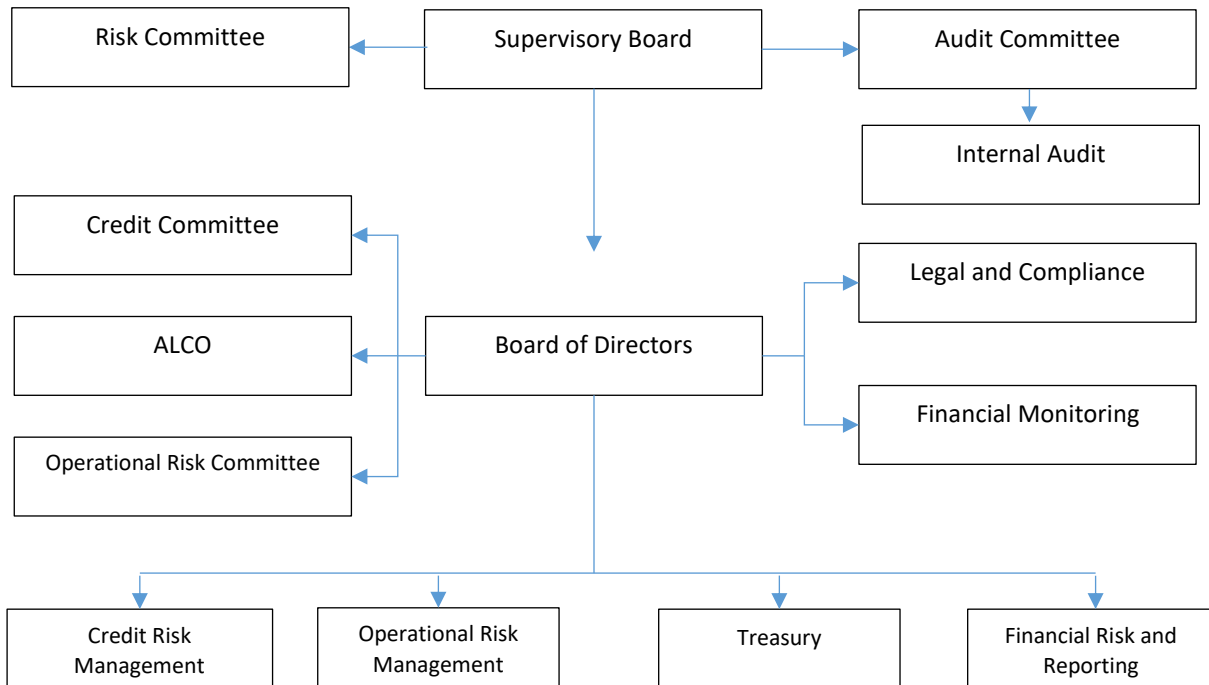 Risk Committee
Supervisory Board
Audit Committee
Internal Audit
Credit Committee
Legal and Compliance
ALCO
Board of Directors
Financial Monitoring
Operational Risk Committee
Credit Risk
Management
Operational Risk
Management
Treasury
Financial Risk and
Reporting